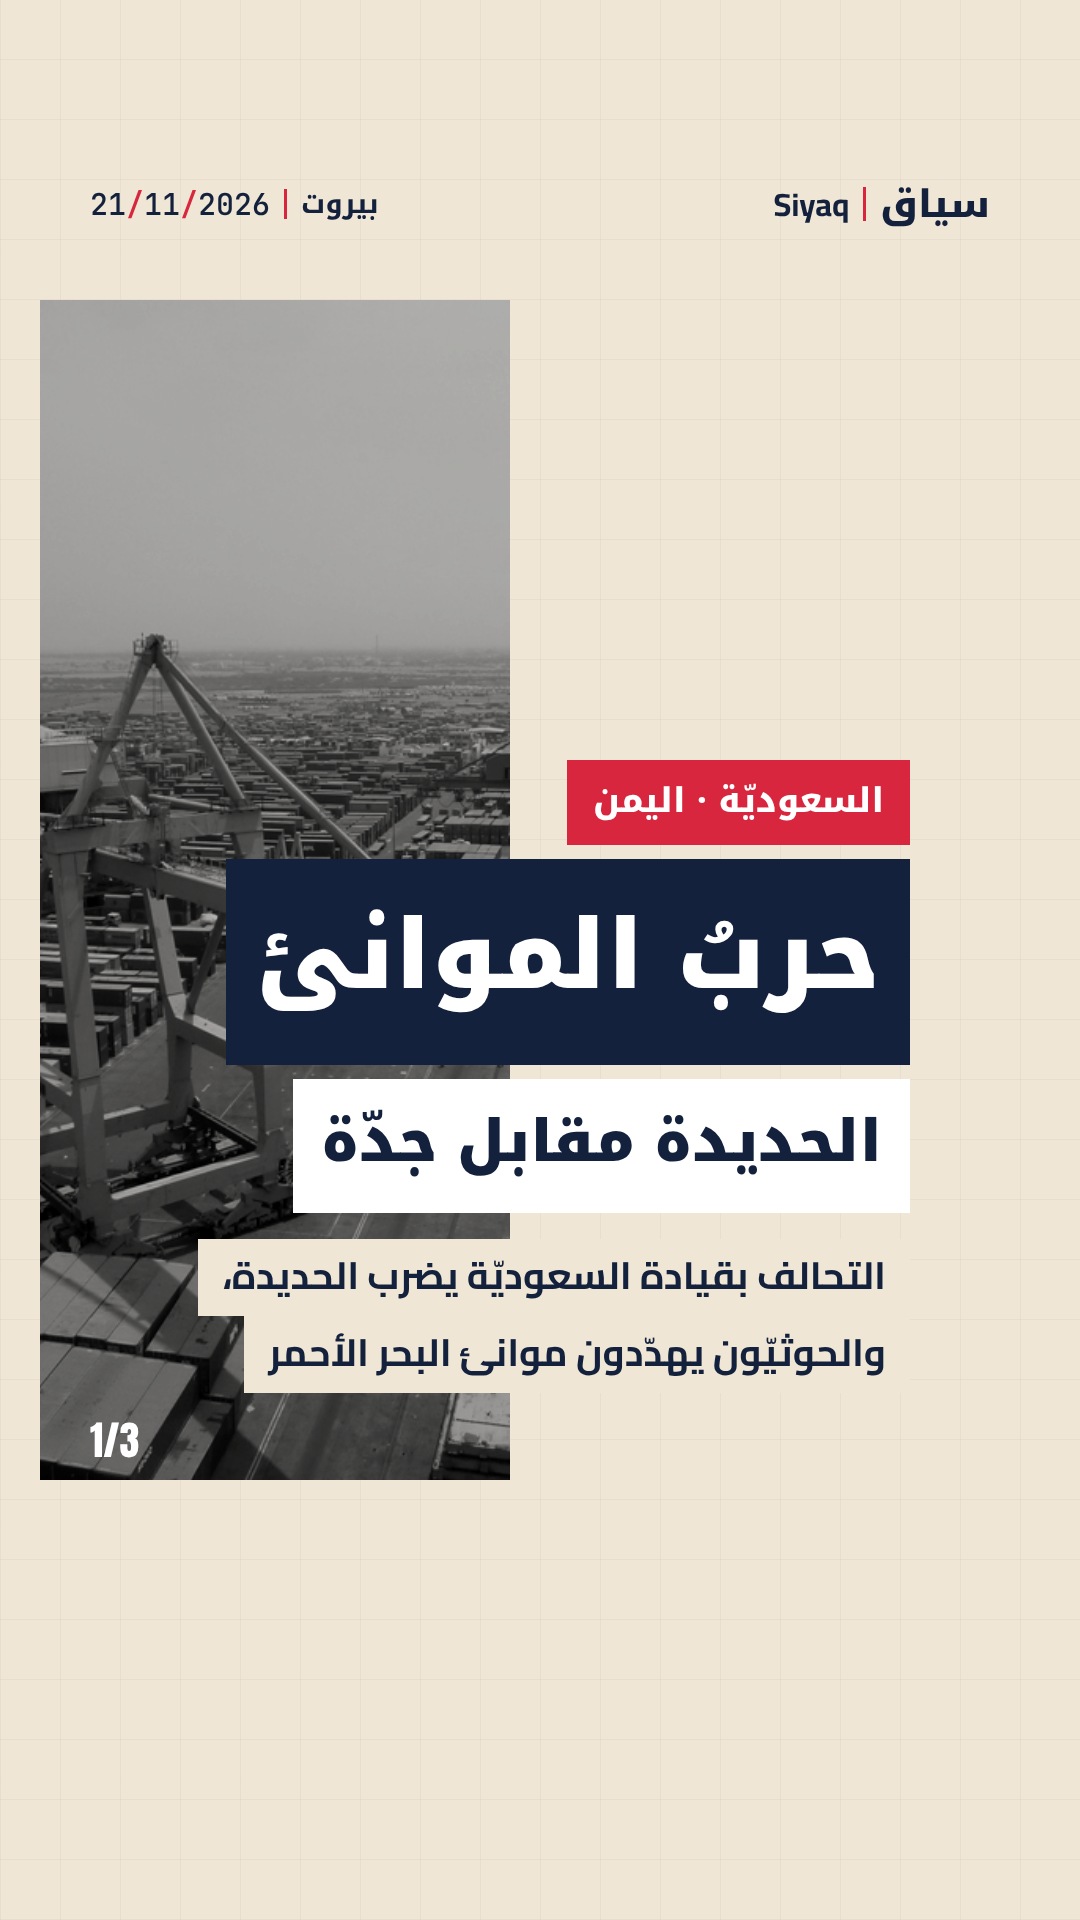 سياق | Siyaq
بيروت | 21/11/2026
السعوديّة · اليمن
حربُ الموانئ
الحديدة مقابل جدّة
التحالف بقيادة السعوديّة يضرب الحديدة،
والحوثيّون يهدّدون موانئ البحر الأحمر
1/3